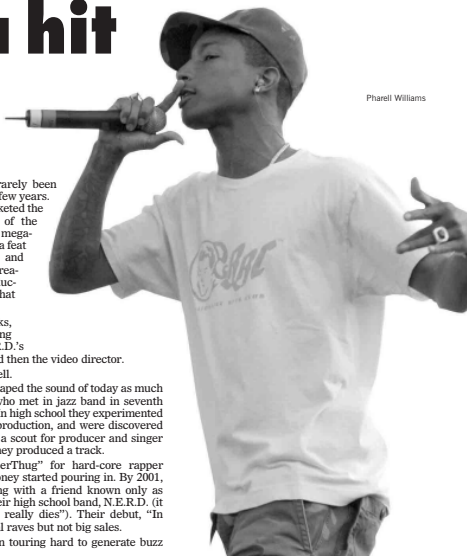 a hit
Pharell Williams
rarely been
few years.
keted the
of the
mega-
a feat
and
rea-
uc-
hat
ks,
ng
.D.'s
d then the video director.
ell.
aped the sound of today as much
who met in jazz band in seventh
n high school they experimented
production, and were discovered
a scout for producer and singer
hey produced a track.
erThug” for hard-core rapper
oney started pouring in. By 2001,
ng with a friend known only as
eir high school band, N.E.R.D. (it
really dies”). Their debut, “In
l raves but not big sales.
n touring hard to generate buzz